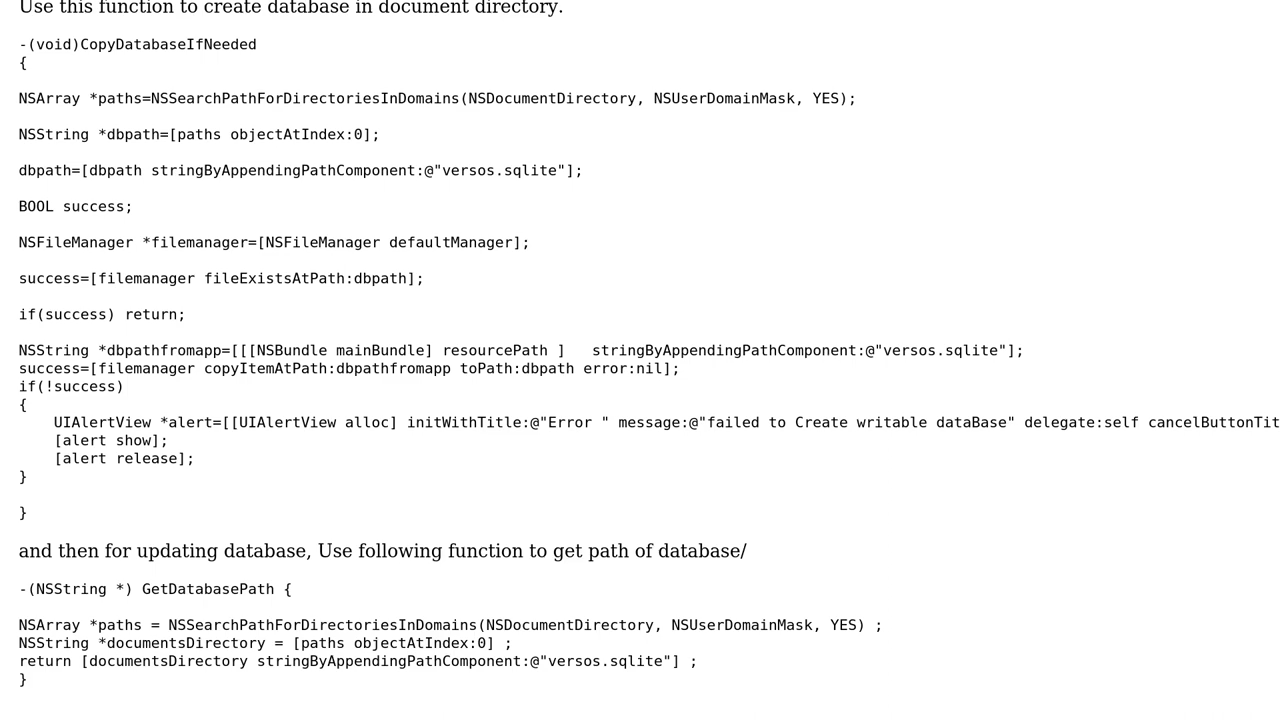 Use this function to create database in document directory.
-(void)CopyDatabaseIfNeeded
{
NSArray *paths=NSSearchPathForDirectoriesInDomains(NSDocumentDirectory, NSUserDomainMask, YES);
NSString *dbpath=[paths objectAtIndex:0];
dbpath=[dbpath stringByAppendingPathComponent:@"versos.sqlite"];
BOOL success;
NSFileManager *filemanager=[NSFileManager defaultManager];
success=[filemanager fileExistsAtPath:dbpath];
if(success) return;
NSString *dbpathfromapp=[[[NSBundle mainBundle] resourcePath ]   stringByAppendingPathComponent:@"versos.sqlite"];
success=[filemanager copyItemAtPath:dbpathfromapp toPath:dbpath error:nil];
if(!success)
{
    UIAlertView *alert=[[UIAlertView alloc] initWithTitle:@"Error " message:@"failed to Create writable dataBase" delegate:self cancelButtonTit
    [alert show];
    [alert release];
}
}
and then for updating database, Use following function to get path of database/
-(NSString *) GetDatabasePath {
NSArray *paths = NSSearchPathForDirectoriesInDomains(NSDocumentDirectory, NSUserDomainMask, YES) ;
NSString *documentsDirectory = [paths objectAtIndex:0] ;
return [documentsDirectory stringByAppendingPathComponent:@"versos.sqlite"] ;
}